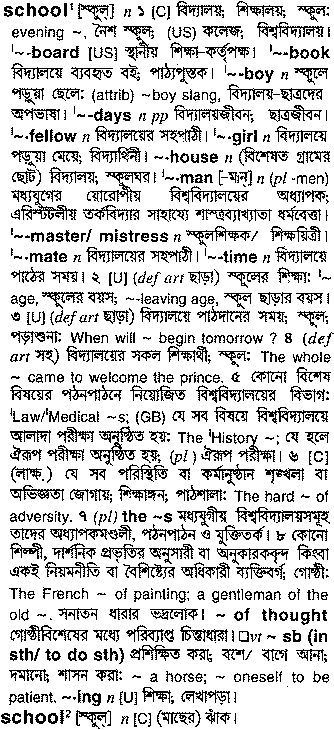 school¹ [স্কূল্] n ১ [C] বিদ্যালয়; শিক্ষালয়; স্কুল:
evening ~, নৈশ স্কুল; (US) কলেজ; বিশ্ববিদ্যালয়।
ˈ~-board [US] স্থানীয় শিক্ষা-কর্তৃপক্ষ। ˈ~-book
বিদ্যালয়ে ব্যবহৃত বই; পাঠ্যপুস্তক। ˈ~-boy n স্কুলে
পড়ুয়া ছেলে: (attrib) ~boy slang, বিদ্যালয়-ছাত্রদের
অপভাষা। ˈ~-days n pp বিদ্যালয়জীবন; ছাত্রজীবন।
ˈ~-fellow n বিদ্যালয়ের সহপাঠী। ˈ~-girl n বিদ্যালয়ে
পড়ুয়া মেয়ে; বিদ্যার্থিনী। ~-house n (বিশেষত গ্রামের
ছোট) বিদ্যালয়; স্কুলঘর। ˈ~-man [-মান্] n (pl -men)
মধ্যযুগের য়োরোপীয় বিশ্ববিদ্যালয়ের অধ্যাপক;
এরিস্টটলীয় তর্কবিদ্যার সাহায্যে শাস্ত্রব্যাখ্যাতা ধর্মবেত্তা।
ˈ~-master/ mistress n স্কুলশিক্ষক/ শিক্ষয়িত্রী।
ˈ~-mate n বিদ্যালয়ের সহপাঠী। ˈ~-time n বিদ্যালয়ে
পাঠের সময়। ২ [U] (def art ছাড়া) স্কুলের শিক্ষা: ˈ~
age, স্কুলের বয়স; ~-leaving age, স্কুল ছাড়ার বয়স।
৩ [U] (def art ছাড়া) বিদ্যালয়ে পাঠদানের সময়; স্কুল;
পড়াশুনা: When will ~ begin tomorrow ? ৪ (def
art সহ) বিদ্যালয়ের সকল শিক্ষার্থী; স্কুল: The whole
~ came to welcome the prince. ৫ কোনো বিশেষ
বিষয়ের পঠনপাঠনে নিয়োজিত বিশ্ববিদ্যালয়ের বিভাগ:
ˈLaw/ˈMedical ~s; (GB) যে সব বিষয়ে বিশ্ববিদ্যালয়ে
আলাদা পরীক্ষা অনুষ্ঠিত হয়: The ˈHistory ~; যে হলে
ঐরূপ পরীক্ষা অনুষ্ঠিত হয়; (pl) ঐরূপ পরীক্ষা। ৬ [C]
(লাক্ষ.) যে সব পরিস্থিতি বা কর্মানুষ্ঠান শৃঙ্খলা বা
অভিজ্ঞতা জোগায়; শিক্ষাঙ্গন; পাঠশালা: The hard ~ of
adversity. ৭ (pl) the ~s মধ্যযুগীয় বিশ্ববিদ্যালয়সমূহ
তাদের অধ্যাপকমণ্ডলী, পঠনপাঠন ও যুক্তিতর্ক। ৮ কোনো
শিল্পী, দার্শনিক প্রভৃতির অনুসারী বা অনুকারকবৃন্দ কিংবা
একই নিয়মনীতি বা বৈশিষ্ট্যের অধিকারী ব্যক্তিবর্গ; গোষ্ঠী:
The French ~ of painting; a gentleman of the
old ~. সনাতন ধারার ভদ্রলোক। ~ of thought
গোষ্ঠীবিশেষের মধ্যে পরিব্যাপ্ত চিন্তাধারা। □vt ~ sb (in
sth/ to do sth) প্রশিক্ষিত করা; বশে/ বাগে আনা;
দমানো; শাসন করা: ~ a horse; ~ oneself to be
patient. ~-ing n [U] শিক্ষা; লেখাপড়া।
school² [স্কূল্] n [C] (মাছের) ঝাঁক।